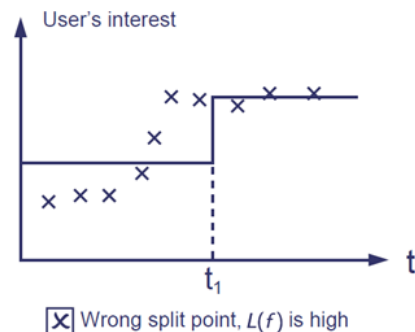 User's interest
t
t₁
☒ Wrong split point, L(f) is high